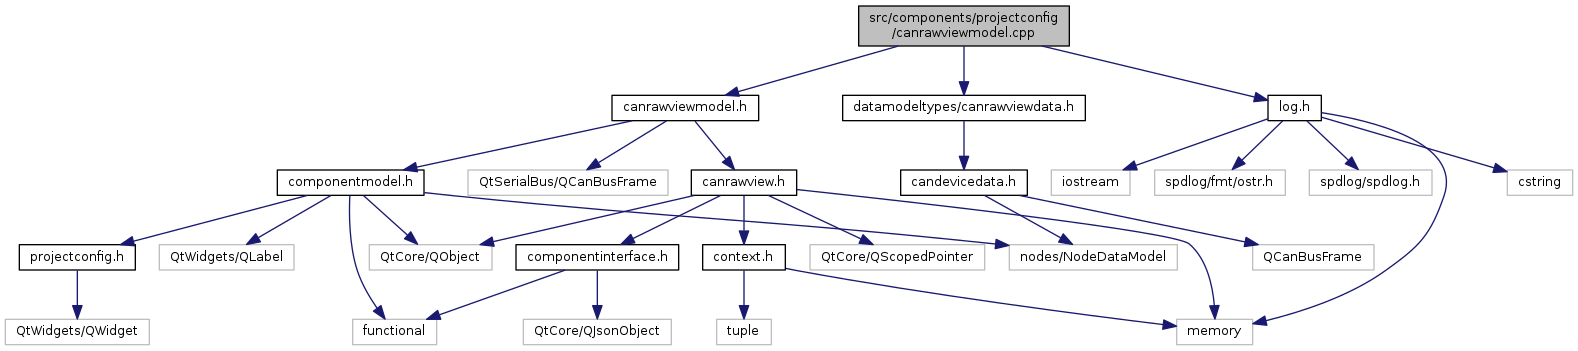 src/components/projectconfig
/canrawviewmodel.cpp
canrawviewmodel.h
datamodeltypes/canrawviewdata.h
log.h
componentmodel.h
QtSerialBus/QCanBusFrame
canrawview.h
candevicedata.h
iostream
spdlog/fmt/ostr.h
spdlog/spdlog.h
cstring
projectconfig.h
QtWidgets/QLabel
QtCore/QObject
componentinterface.h
context.h
QtCore/QScopedPointer
nodes/NodeDataModel
QCanBusFrame
QtWidgets/QWidget
functional
QtCore/QJsonObject
tuple
memory